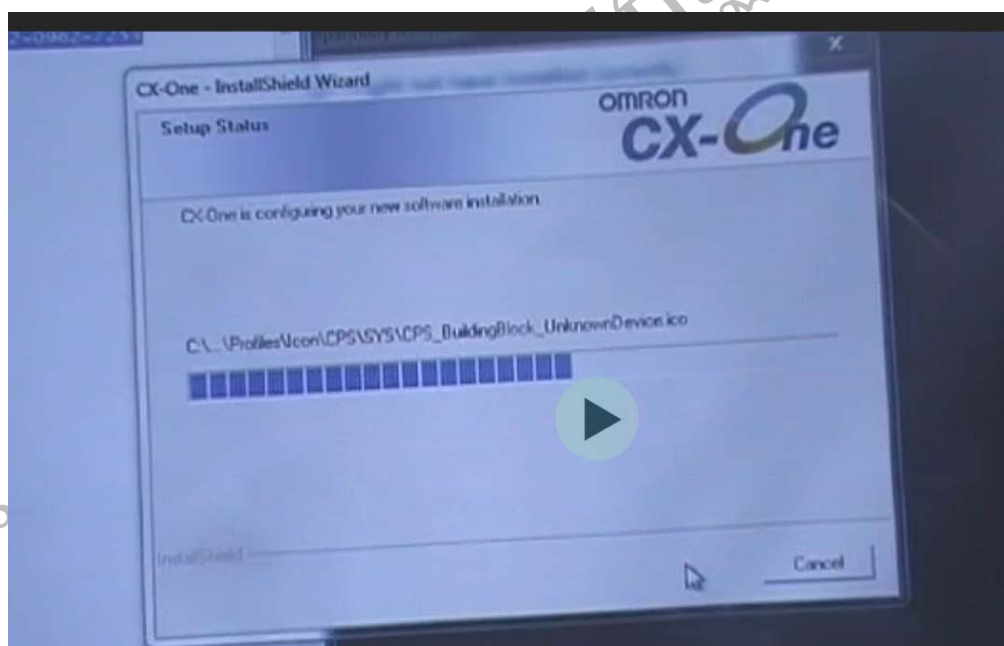 CX-One - InstallShield Wizard
Setup Status
OMRON
CX-One
CX-One is configuring your new software installation.
C:\...\Profiles\Icon\CPS\SYS\CPS_BuildingBlock_UnknownDevice.ico
InstallShield
Cancel